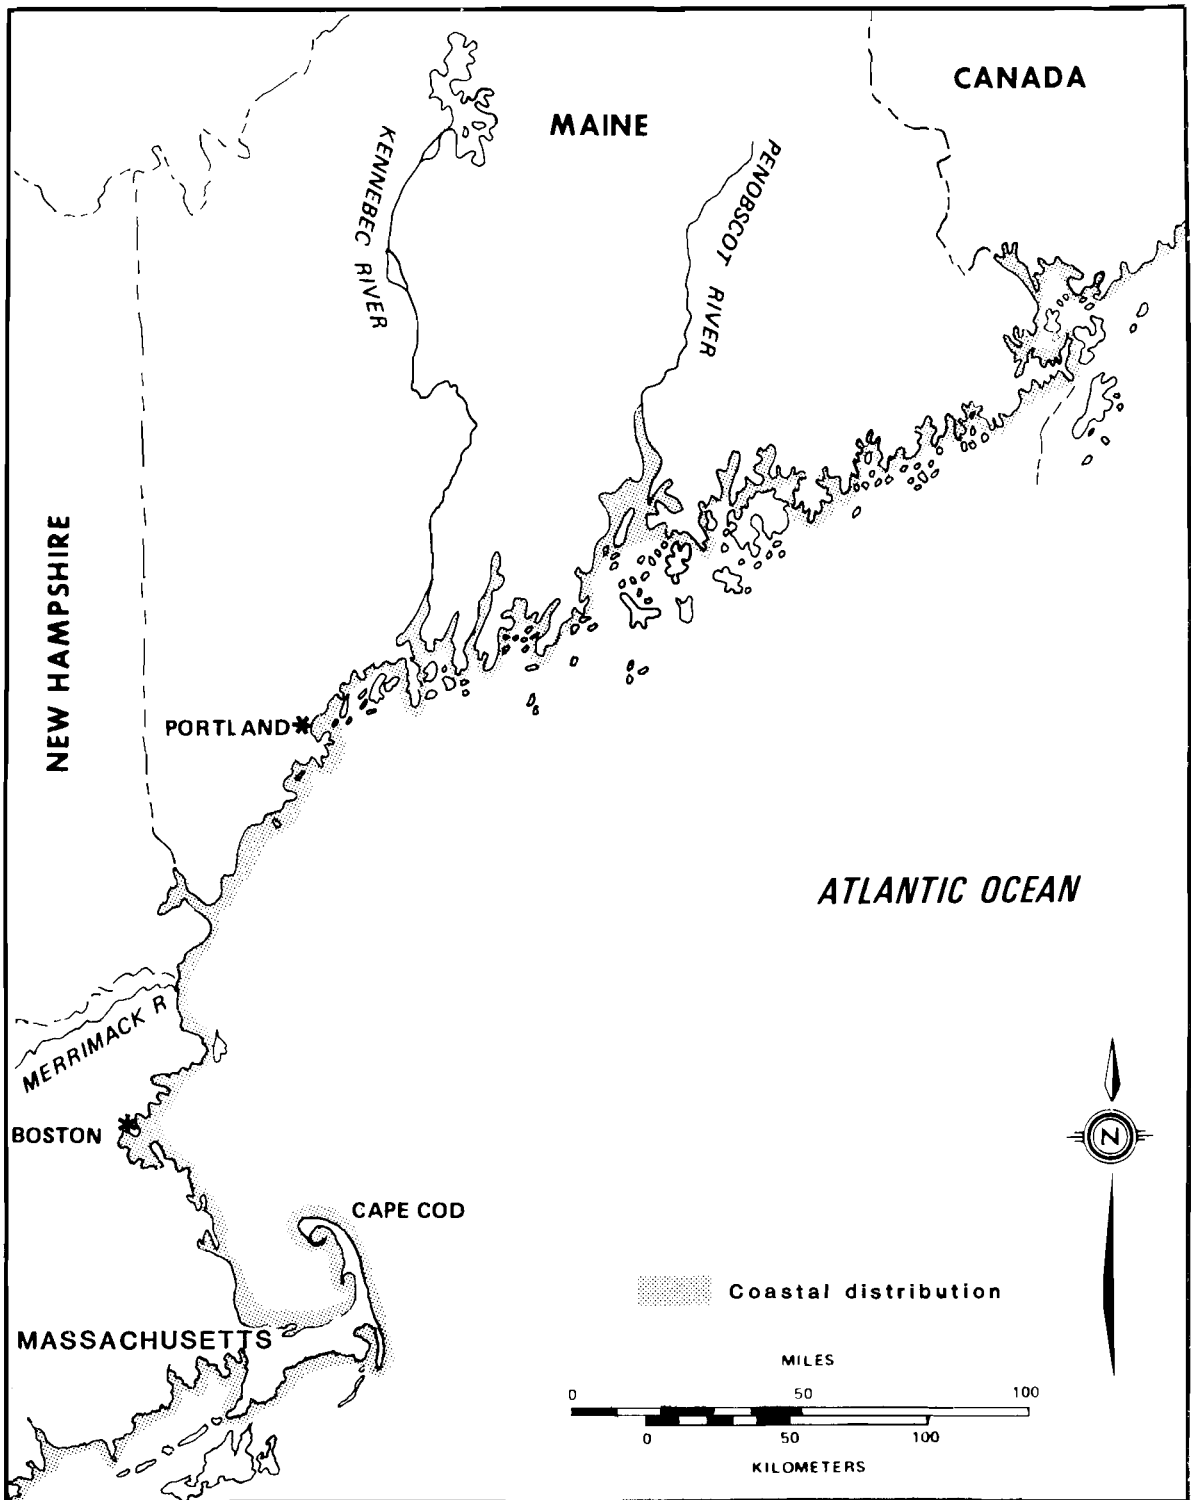 CANADA
MAINE
KENNEBEC RIVER
PENOBSCOT RIVER
NEW HAMPSHIRE
PORTLAND
ATLANTIC OCEAN
MERRIMACK R
BOSTON
N
CAPE COD
Coastal distribution
MASSACHUSETTS
MILES
0 50 100
0 50 100
KILOMETERS